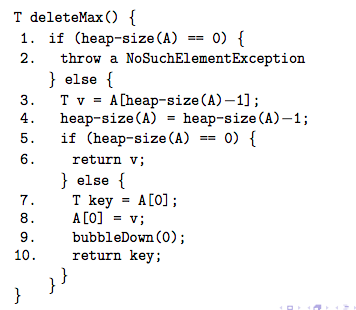 T deleteMax() {
1. if (heap-size(A) == 0) {
2. throw a NoSuchElementException
} else {
3. T v = A[heap-size(A)−1];
4. heap-size(A) = heap-size(A)−1;
5. if (heap-size(A) == 0) {
6. return v;
} else {
7. T key = A[0];
8. A[0] = v;
9. bubbleDown(0);
10. return key;
}
}
}